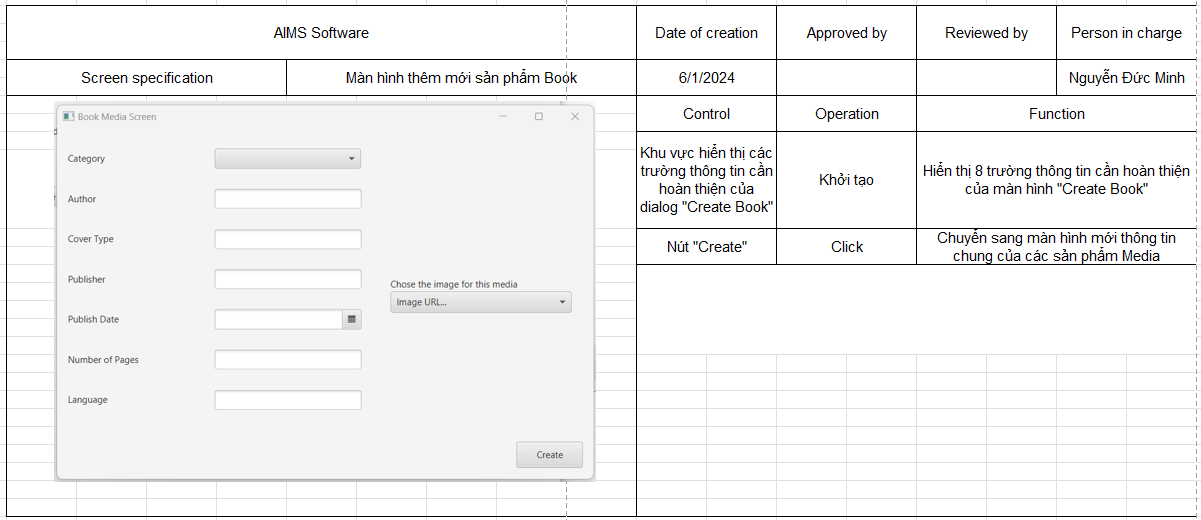 AIMS Software
Date of creation
Approved by
Reviewed by
Person in charge
Screen specification
Màn hình thêm mới sản phẩm Book
6/1/2024
Nguyễn Đức Minh
Book Media Screen
Category
Author
Cover Type
Publisher
Publish Date
Number of Pages
Language
Chose the image for this media
Image URL...
Create
Control
Operation
Function
Khu vực hiển thị các
trường thông tin cần
hoàn thiện của
dialog "Create Book"
Khởi tạo
Hiển thị 8 trường thông tin cần hoàn thiện
của màn hình "Create Book"
Nút "Create"
Click
Chuyển sang màn hình mới thông tin
chung của các sản phẩm Media